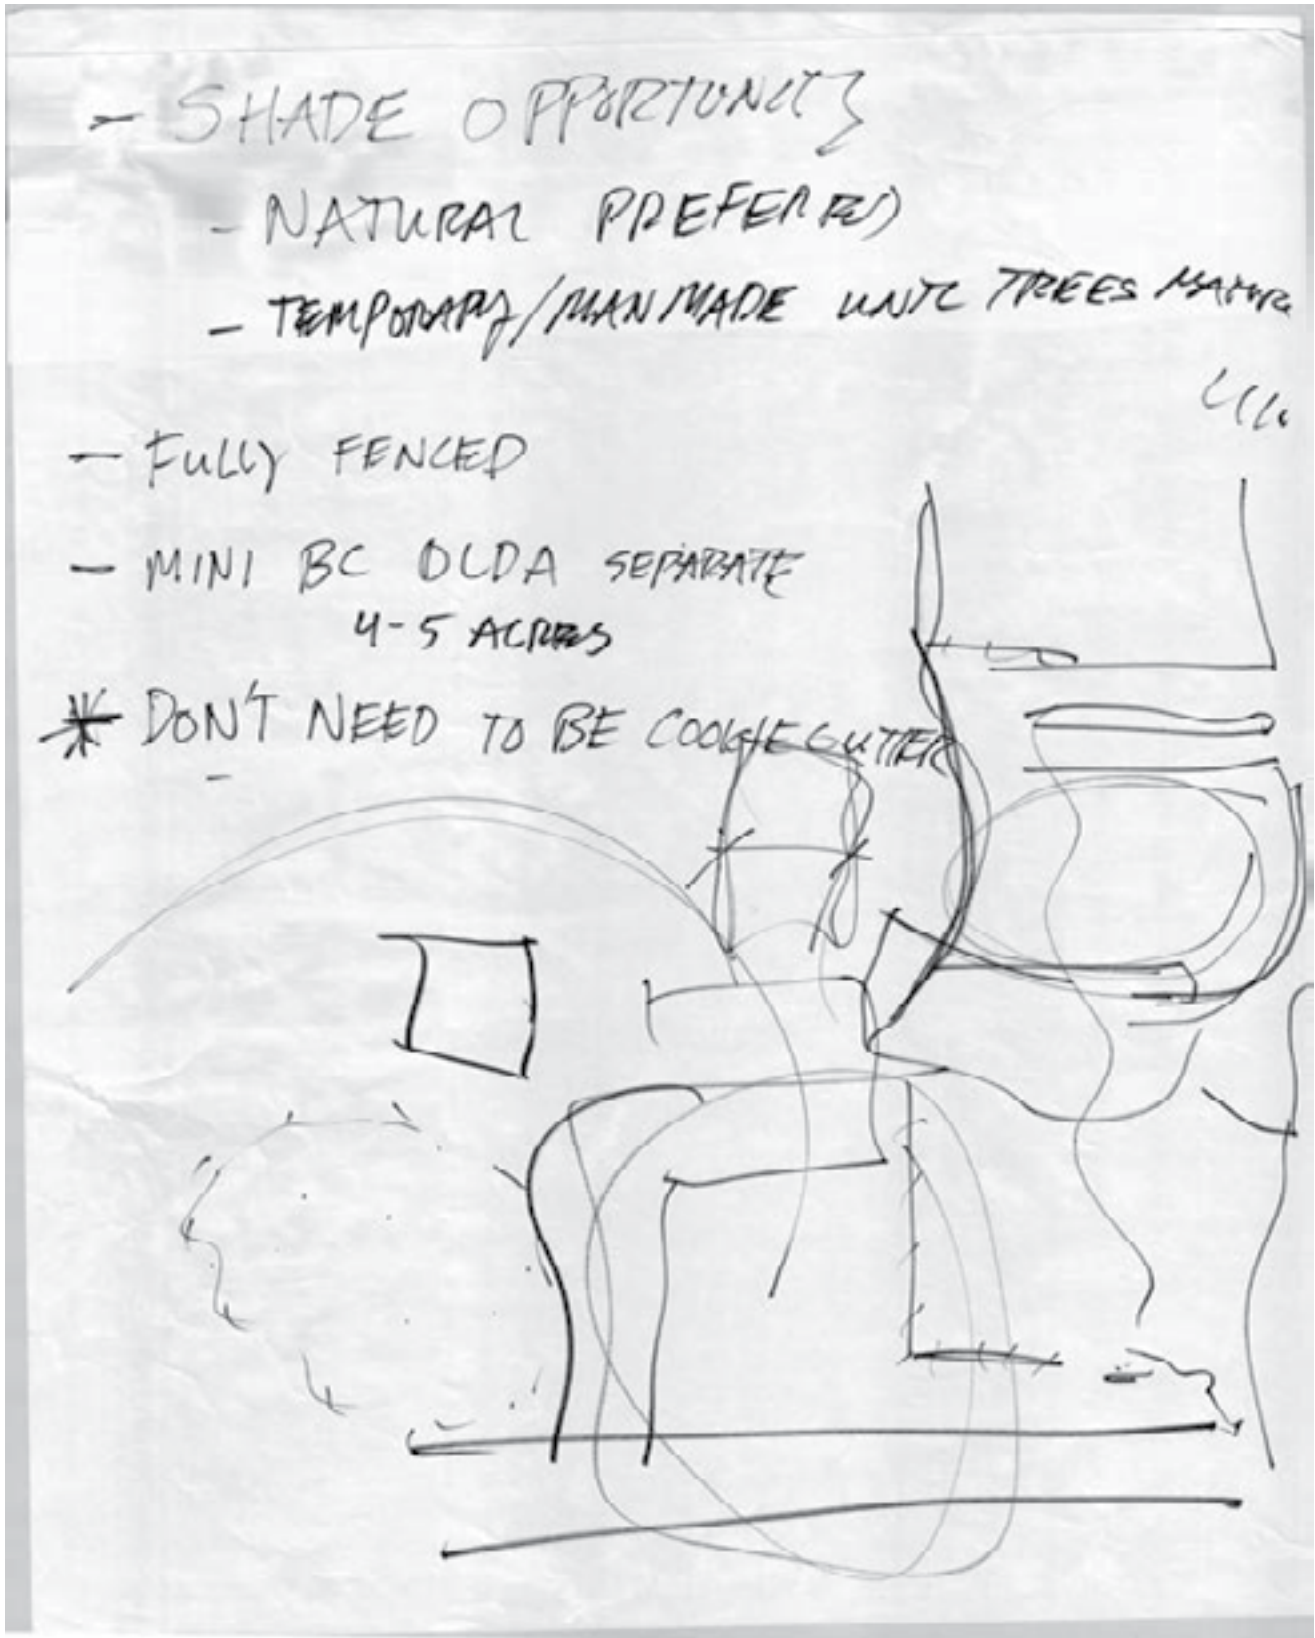 - SHADE OPPORTUNITY
- NATURAL PREFERRED
- TEMPORARY/MANMADE UNTIL TREES MATURE
- FULLY FENCED
- MINI BC OLDA SEPARATE
4-5 ACRES
* DON'T NEED TO BE COOKIE CUTTER